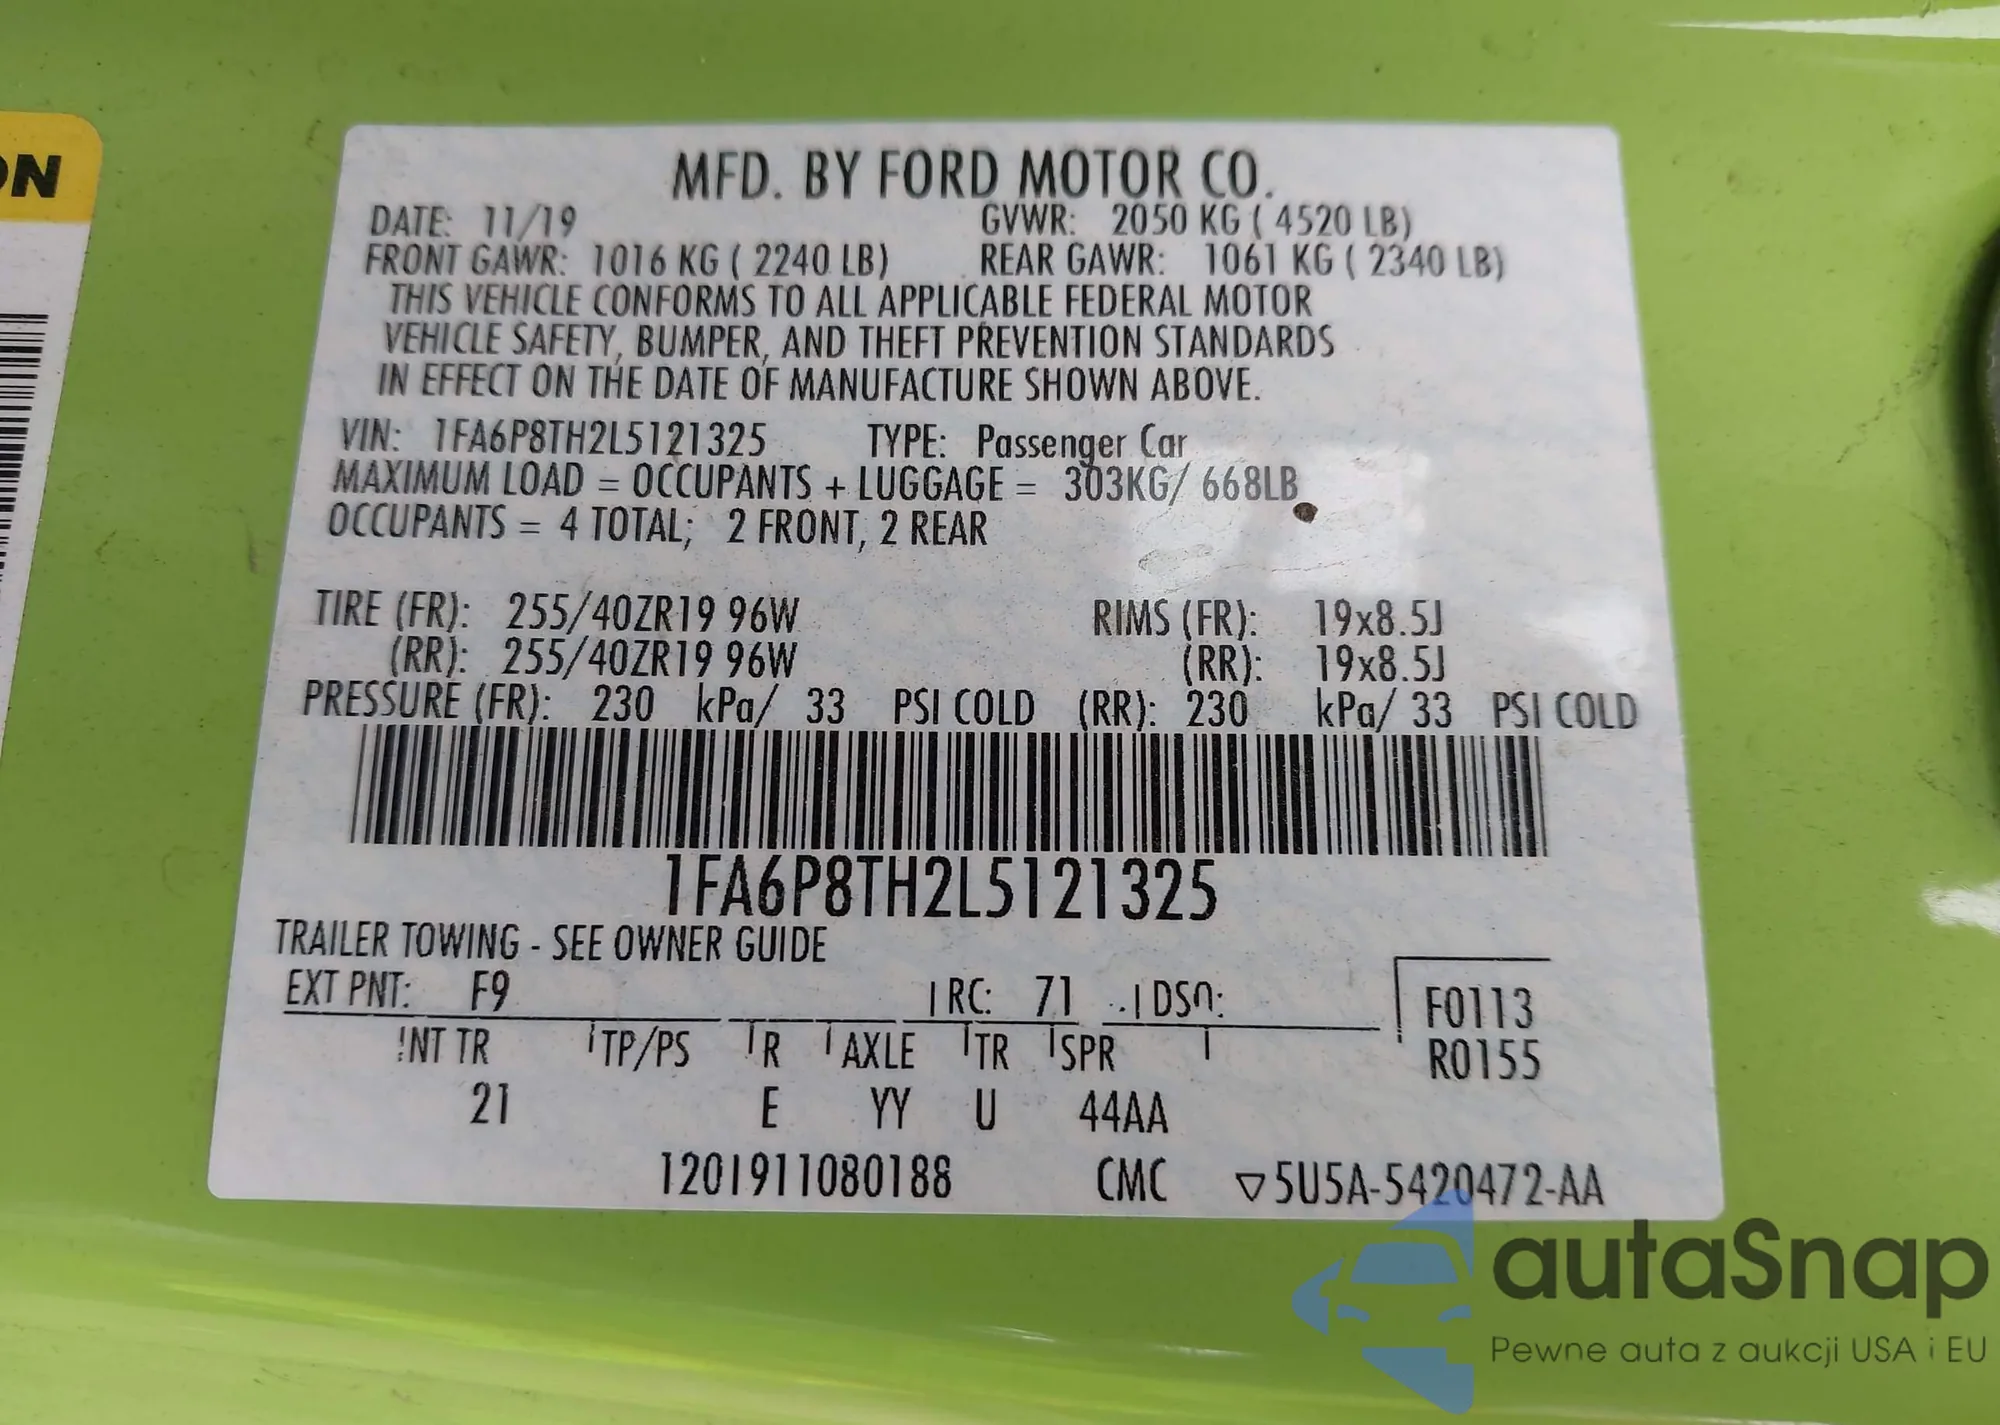 ON
MFD. BY FORD MOTOR CO.
DATE: 11/19 GVWR: 2050 KG ( 4520 LB)
FRONT GAWR: 1016 KG ( 2240 LB) REAR GAWR: 1061 KG ( 2340 LB)
THIS VEHICLE CONFORMS TO ALL APPLICABLE FEDERAL MOTOR
VEHICLE SAFETY, BUMPER, AND THEFT PREVENTION STANDARDS
IN EFFECT ON THE DATE OF MANUFACTURE SHOWN ABOVE.
VIN: 1FA6P8TH2L5121325 TYPE: Passenger Car
MAXIMUM LOAD = OCCUPANTS + LUGGAGE = 303KG/ 668LB
OCCUPANTS = 4 TOTAL; 2 FRONT, 2 REAR
TIRE (FR): 255/40ZR19 96W RIMS (FR): 19x8.5J
(RR): 255/40ZR19 96W (RR): 19x8.5J
PRESSURE (FR): 230 kPa/ 33 PSI COLD (RR): 230 kPa/ 33 PSI COLD
1FA6P8TH2L5121325
TRAILER TOWING - SEE OWNER GUIDE
EXT PNT: F9 RC: 71 DSO: F0113
INT TR TP/PS R AXLE TR SPR R0155
21 E YY U 44AA
1201911080188 CMC ▽5U5A-5420472-AA
autaSnap
Pewne auta z aukcji USA i EU